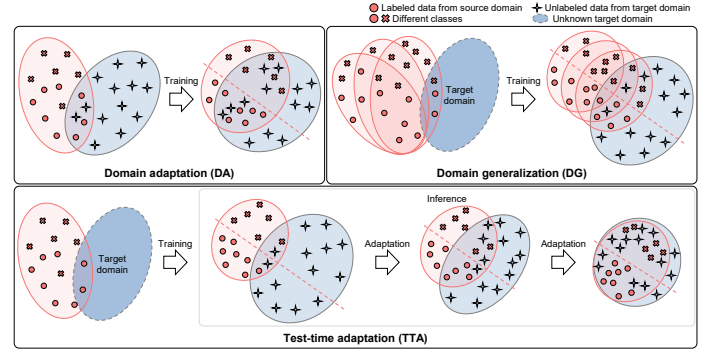 Labeled data from source domain
Unlabeled data from target domain
Different classes
Unknown target domain
Training
Domain adaptation (DA)
Target
domain
Training
Domain generalization (DG)
Target
domain
Training
Adaptation
Inference
Adaptation
Test-time adaptation (TTA)